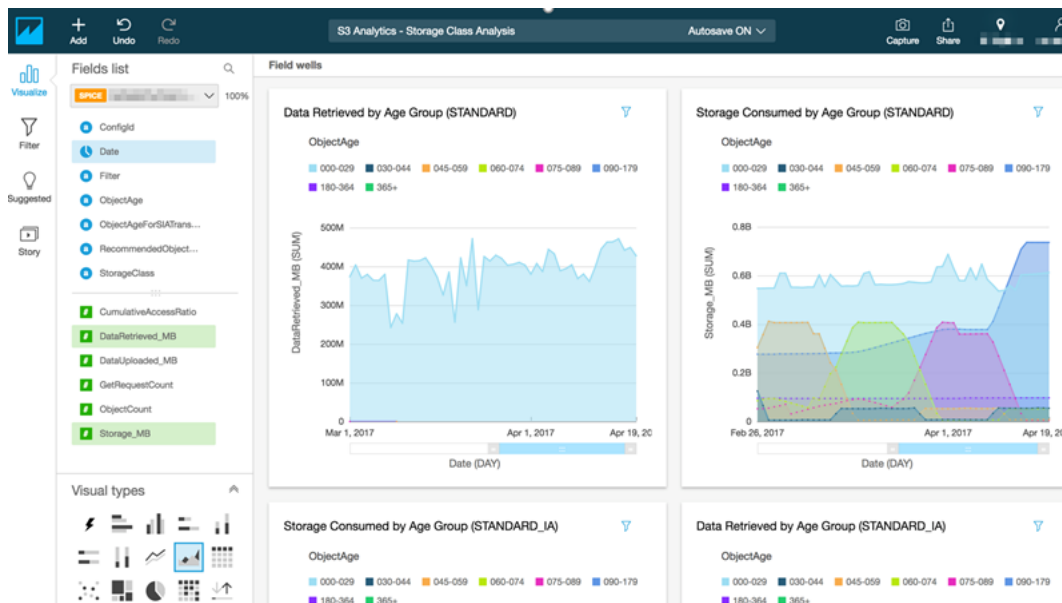 Add
Undo
Redo
S3 Analytics - Storage Class Analysis
Autosave ON
Capture
Share
Visualize
Filter
Suggested
Story
Fields list
SPICE
100%
ConfigId
Date
Filter
ObjectAge
ObjectAgeForSIATrans...
RecommendedObject...
StorageClass
CumulativeAccessRatio
DataRetrieved_MB
DataUploaded_MB
GetRequestCount
ObjectCount
Storage_MB
Visual types
Field wells
Data Retrieved by Age Group (STANDARD)
ObjectAge
000-029 030-044 045-059 060-074 075-089 090-179
180-364 365+
DataRetrieved_MB (SUM)
500M
400M
300M
200M
100M
0
Mar 1, 2017 Apr 1, 2017 Apr 19, 20
Date (DAY)
Storage Consumed by Age Group (STANDARD)
ObjectAge
000-029 030-044 045-059 060-074 075-089 090-179
180-364 365+
Storage_MB (SUM)
0.8B
0.6B
0.4B
0.2B
0
Feb 26, 2017 Apr 1, 2017 Apr 19, 20
Date (DAY)
Storage Consumed by Age Group (STANDARD_IA)
ObjectAge
000-029 030-044 045-059 060-074 075-089 090-179
180-364 365+
Data Retrieved by Age Group (STANDARD_IA)
ObjectAge
000-029 030-044 045-059 060-074 075-089 090-179
180-364 365+